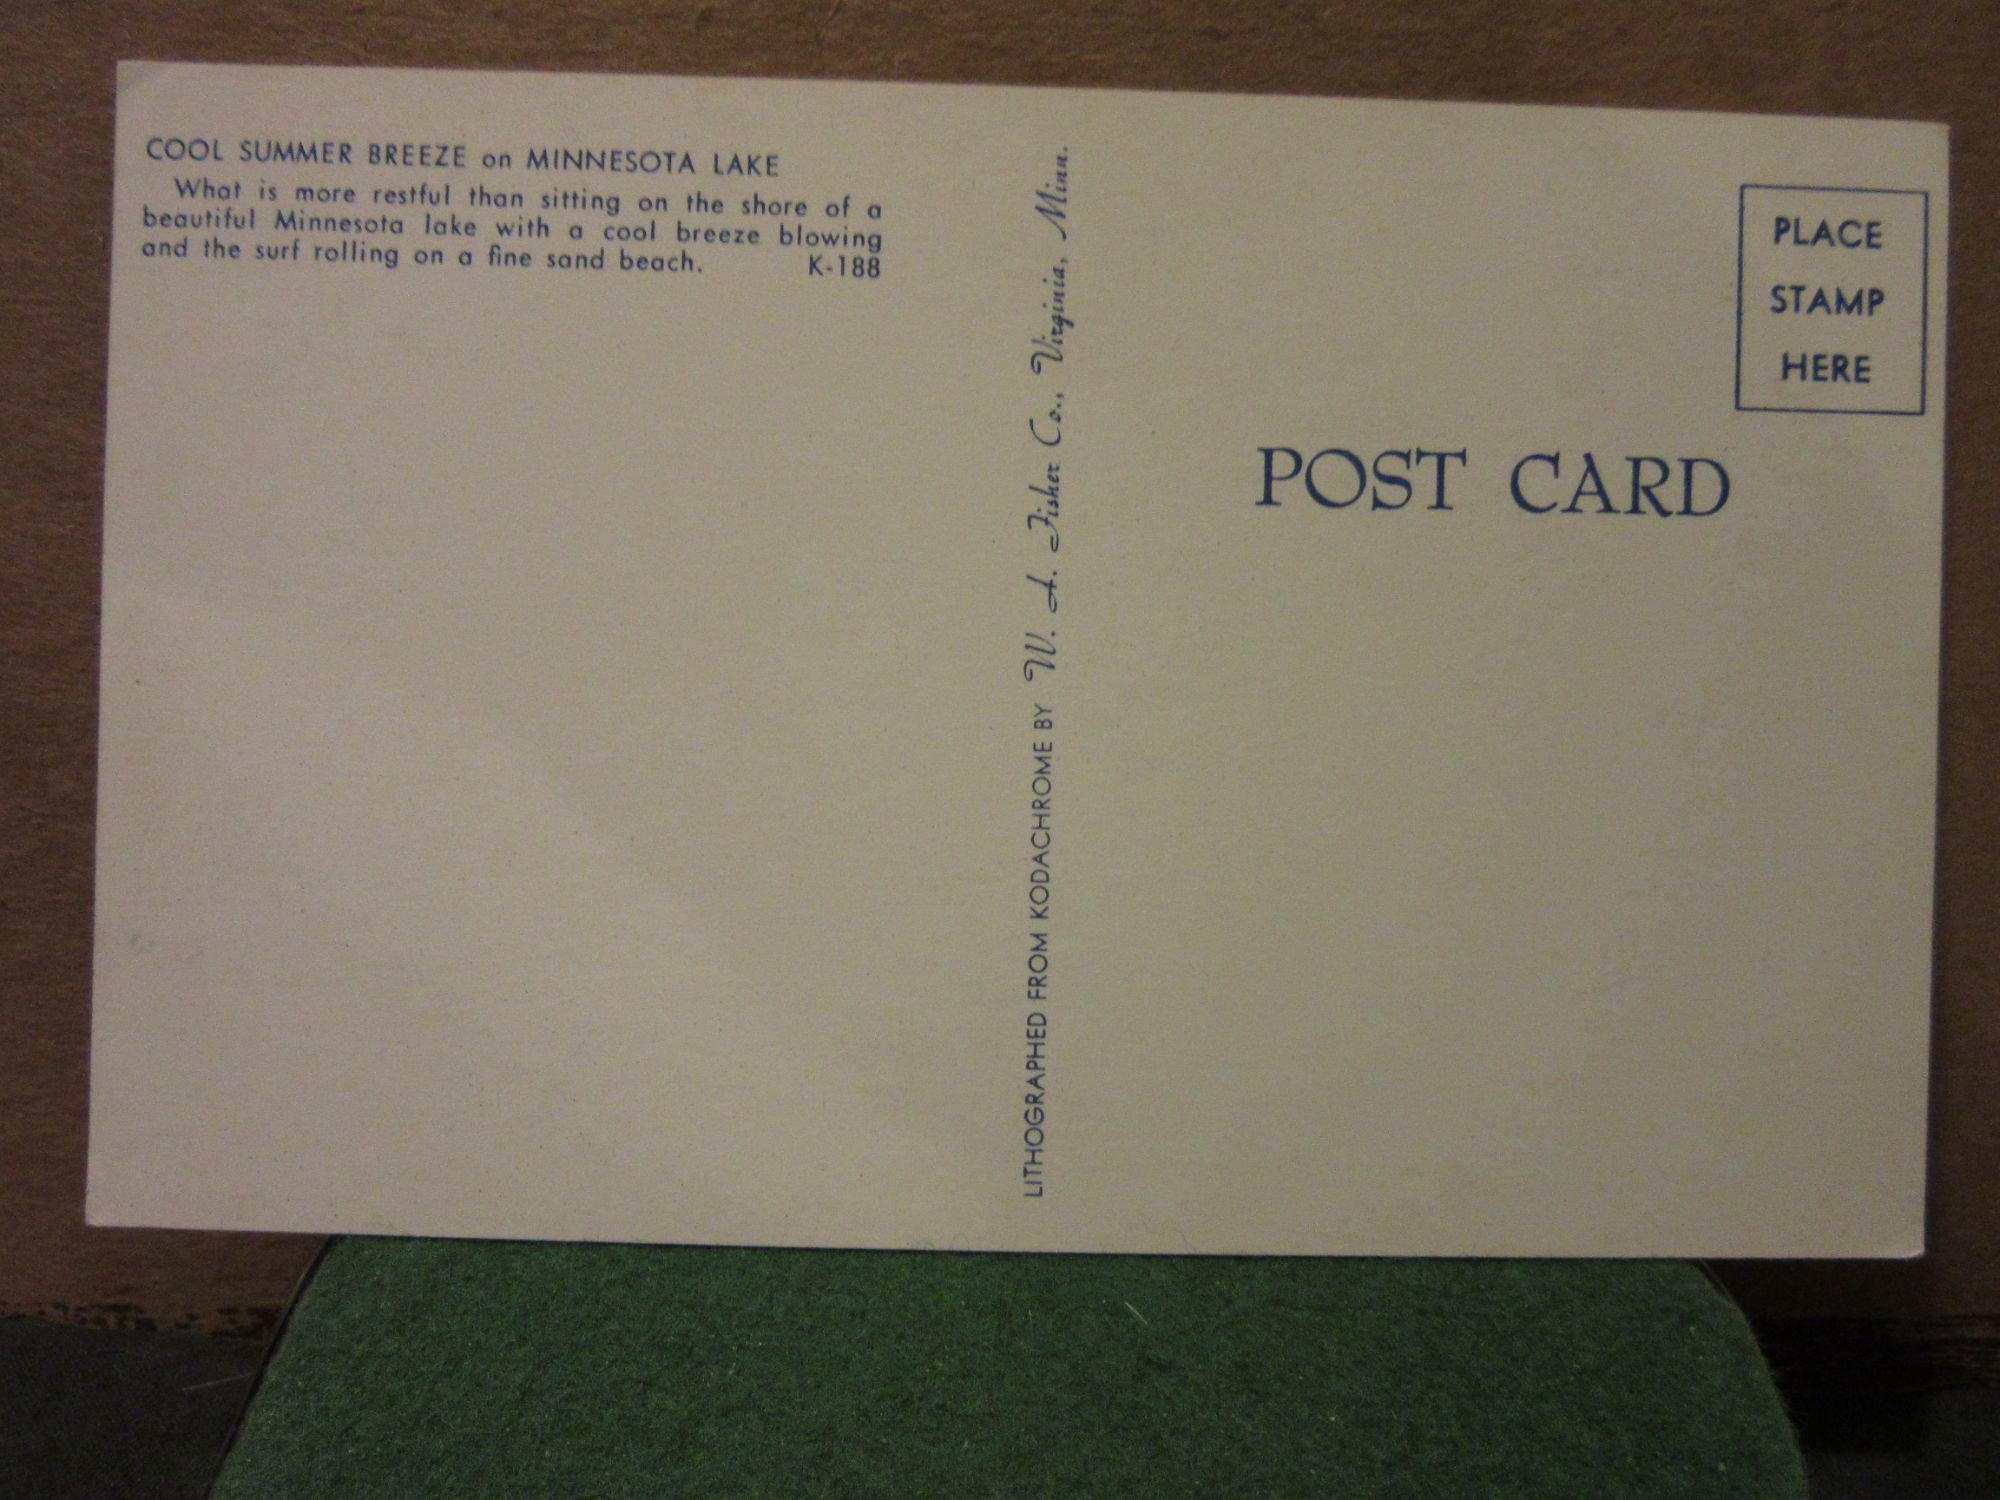 COOL SUMMER BREEZE on MINNESOTA LAKE
What is more restful than sitting on the shore of a
beautiful Minnesota lake with a cool breeze blowing
and the surf rolling on a fine sand beach. K-188
LITHOGRAPHED FROM KODACHROME BY W. A. Fisher Co., Virginia, Minn.
PLACE
STAMP
HERE
POST CARD